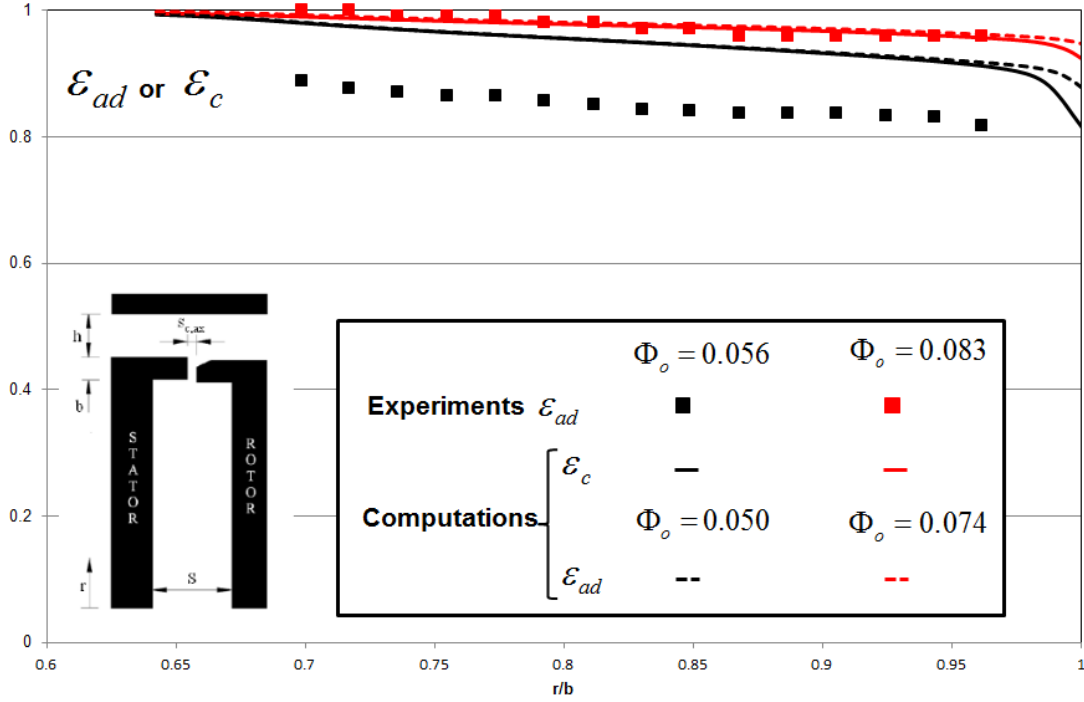 1
ε_ad or ε_c
0.8
0.6
0.4
0.2
0
h
s_c,ax
b
STATOR
ROTOR
r
S
Φ_o = 0.056 Φ_o = 0.083
Experiments ε_ad
ε_c
Computations Φ_o = 0.050 Φ_o = 0.074
ε_ad
0.6 0.65 0.7 0.75 0.8 0.85 0.9 0.95 1
r/b